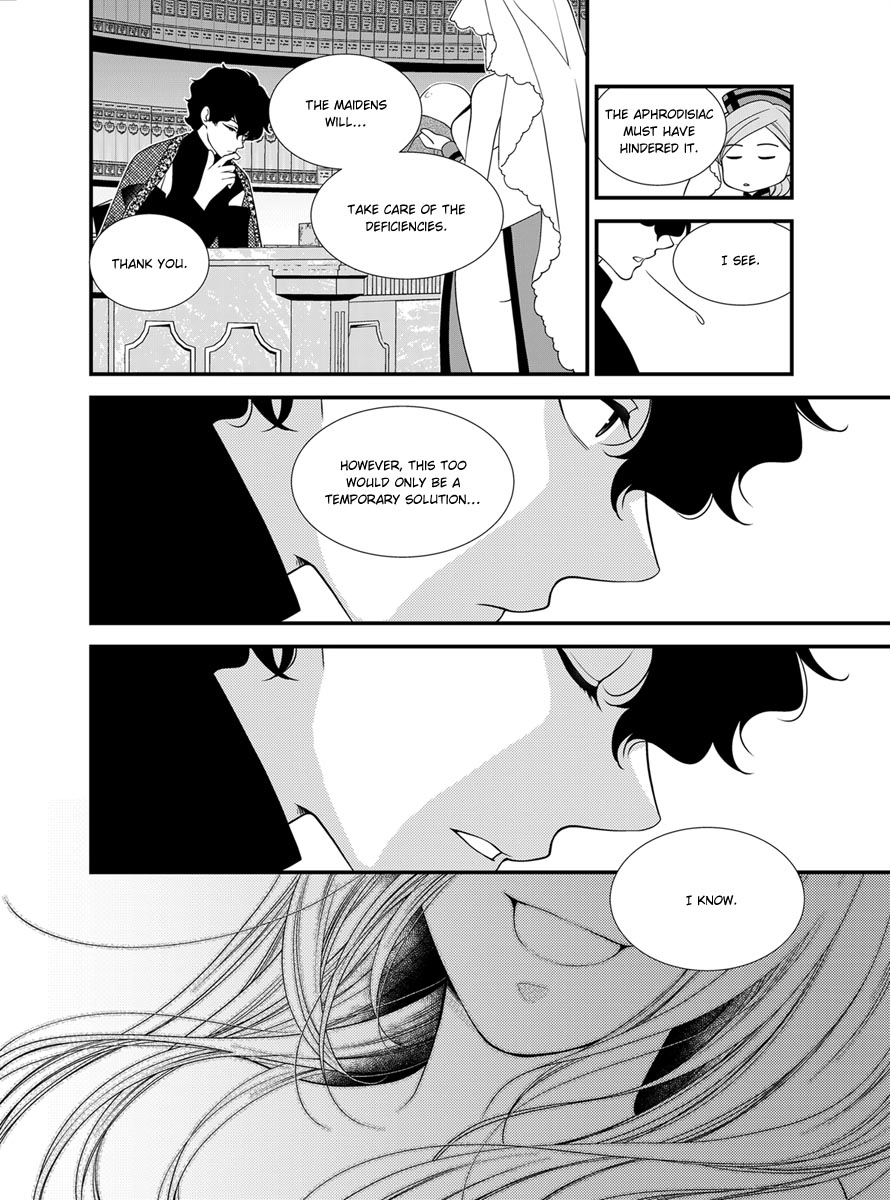 THE MAIDENS
WILL...
TAKE CARE OF THE
DEFICIENCIES.
THANK YOU.
THE APHRODISIAC
MUST HAVE
HINDERED IT.
I SEE.
HOWEVER, THIS TOO
WOULD ONLY BE A
TEMPORARY SOLUTION...
I KNOW.